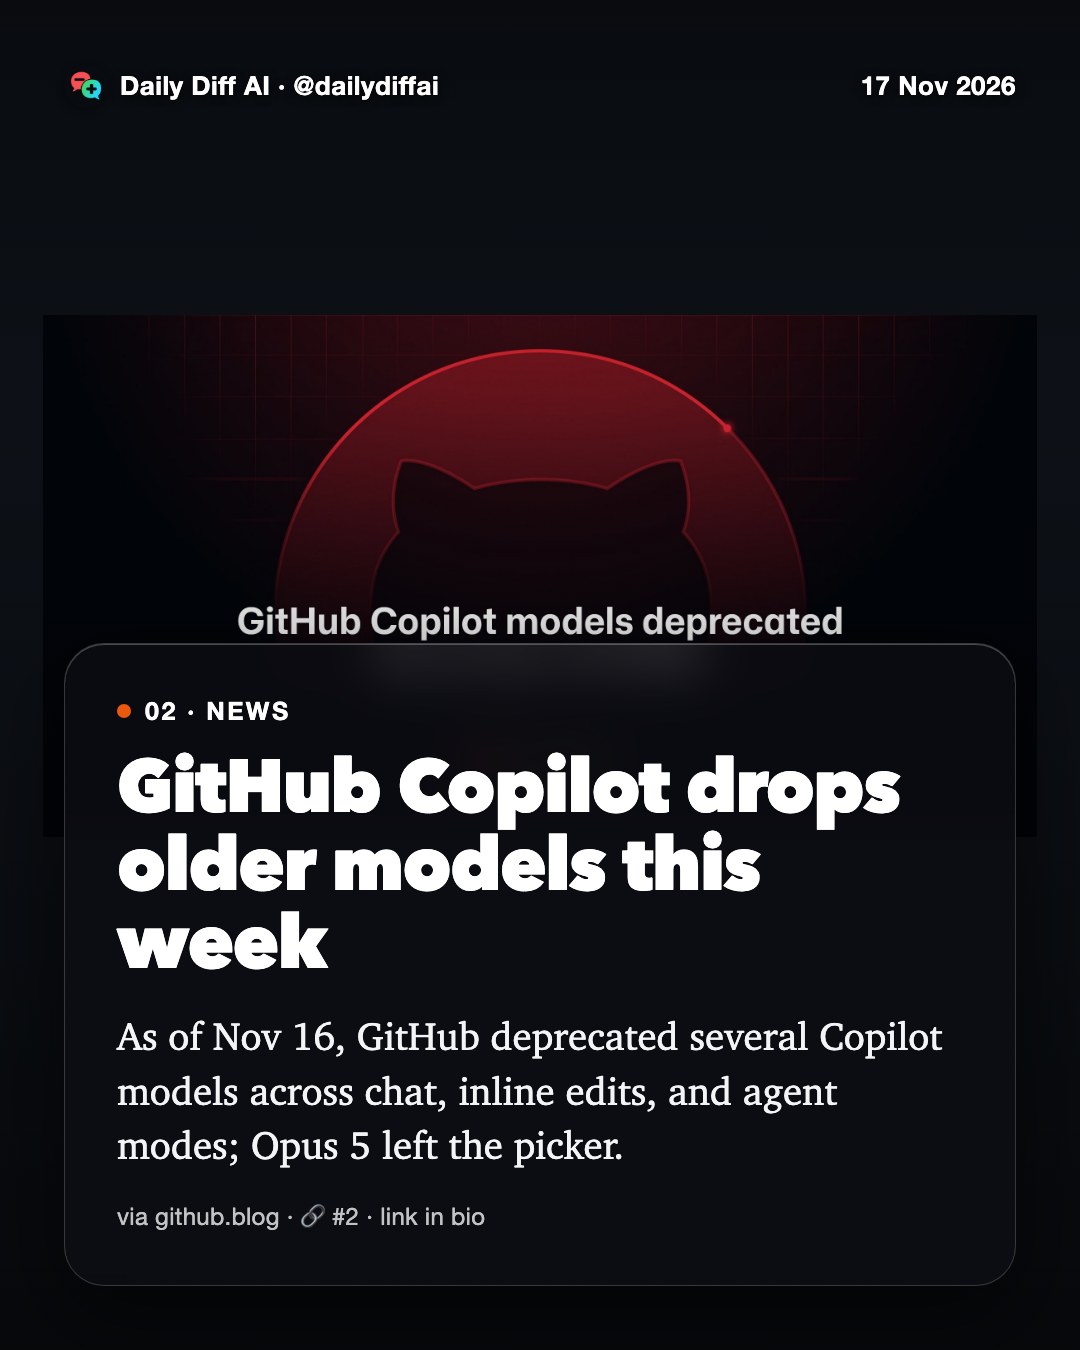 Daily Diff AI · @dailydiffai
17 Nov 2026
GitHub Copilot models deprecated
02 · NEWS
GitHub Copilot drops
older models this
week
As of Nov 16, GitHub deprecated several Copilot
models across chat, inline edits, and agent
modes; Opus 5 left the picker.
via github.blog · 🔗 #2 · link in bio